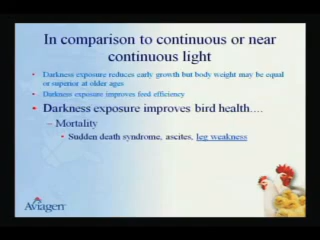 In comparison to continuous or near
continuous light
• Darkness exposure reduces early growth but body weight may be equal
or superior at older ages
• Darkness exposure improves feed efficiency
• Darkness exposure improves bird health....
– Mortality
• Sudden death syndrome, ascites, leg weakness
Aviagen